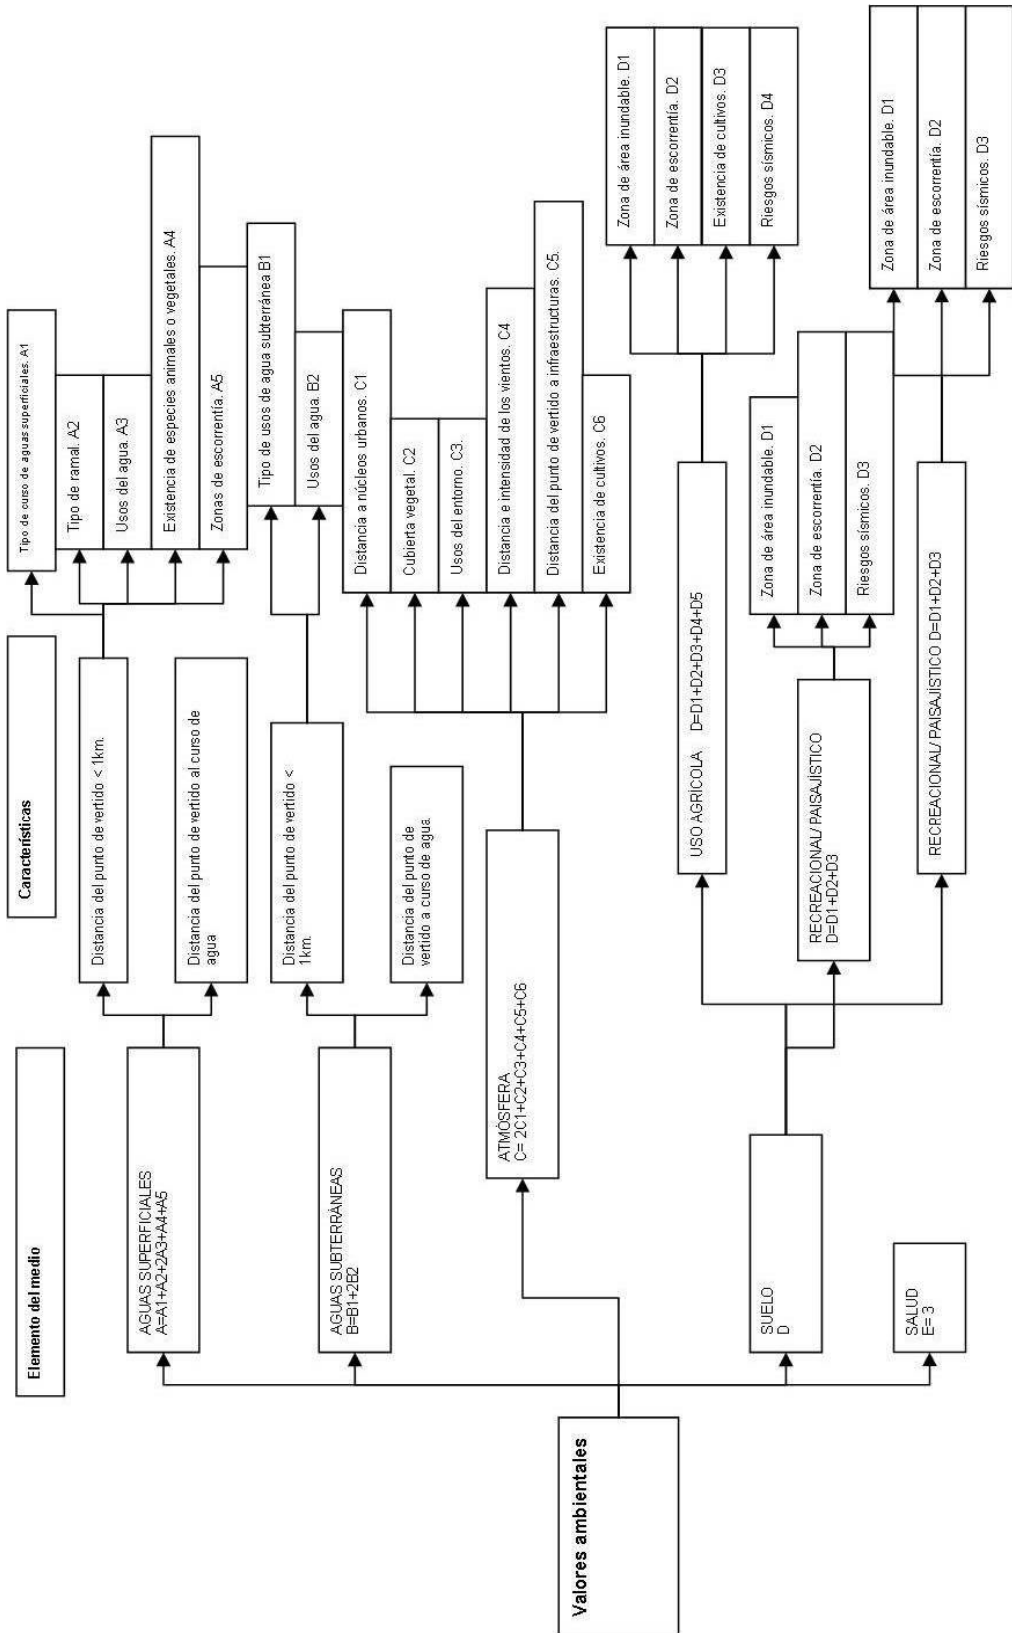 Elemento del medio
Características
Valores ambientales
AGUAS SUPERFICIALES
A=A1+A2+2A3+A4+A5
Distancia del punto de vertido < 1km.
Distancia del punto de vertido al curso de
agua
Tipo de curso de aguas superficiales. A1
Tipo de ramal. A2
Usos del agua. A3
Existencia de especies animales o vegetales. A4
Zonas de escorrentía. A5
AGUAS SUBTERRÁNEAS
B=B1+2B2
Distancia del punto de vertido <
1km.
Distancia del punto de
vertido a curso de agua
Tipo de usos de agua subterránea B1
Usos del agua. B2
ATMÓSFERA
C= 2C1+C2+C3+C4+C5+C6
Distancia a núcleos urbanos. C1
Cubierta vegetal. C2
Usos del entorno. C3.
Distancia e intensidad de los vientos. C4
Distancia del punto de vertido a infraestructuras. C5.
Existencia de cultivos. C6
SUELO
D
USO AGRÍCOLA D=D1+D2+D3+D4+D5
Zona de área inundable. D1
Zona de escorrentía. D2
Existencia de cultivos. D3
Riesgos sísmicos. D4
RECREACIONAL/ PAISAJÍSTICO
D=D1+D2+D3
Zona de área inundable. D1
Zona de escorrentía. D2
Riesgos sísmicos. D3
RECREACIONAL/ PAISAJÍSTICO D=D1+D2+D3
Zona de área inundable. D1
Zona de escorrentía. D2
Riesgos sísmicos. D3
SALUD
E= 3